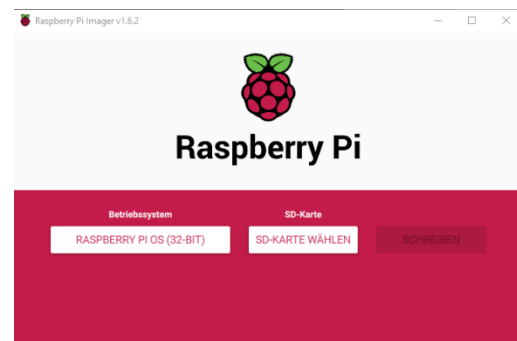 Raspberry Pi Imager v1.6.2
Raspberry Pi
Betriebssystem
SD-Karte
RASPBERRY PI OS (32-BIT)
SD-KARTE WÄHLEN
SCHREIBEN